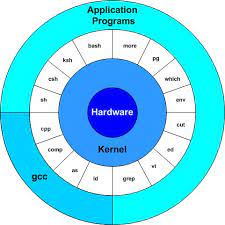 Application
Programs
bash
more
ksh
pg
csh
which
sh
env
Hardware
cpp
cut
Kernel
comp
ed
gcc
as
vi
ld
grep